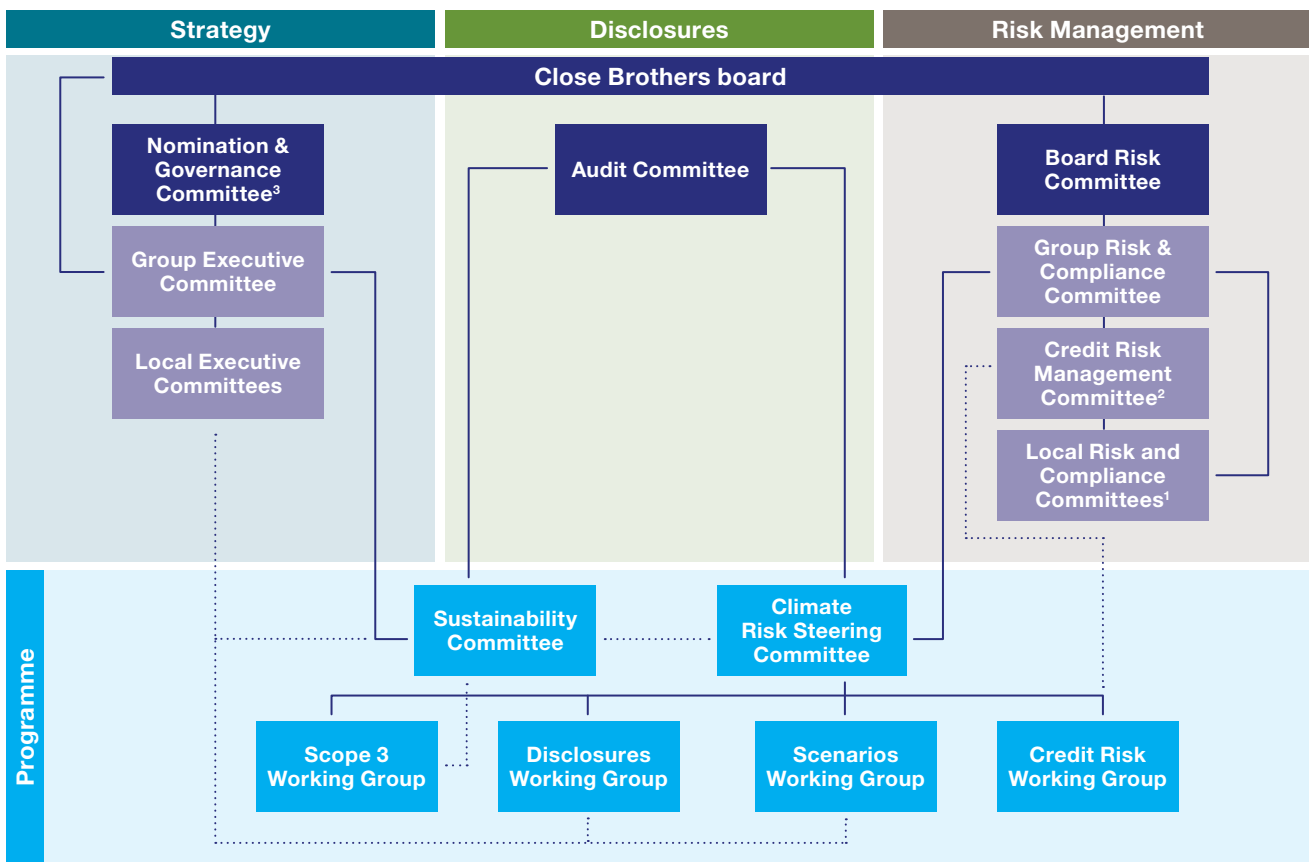 Strategy
Disclosures
Risk Management
Close Brothers board
Nomination &
Governance
Committee³
Audit Committee
Board Risk
Committee
Group Executive
Committee
Group Risk &
Compliance
Committee
Local Executive
Committees
Credit Risk
Management
Committee²
Local Risk and
Compliance
Committees¹
Programme
Sustainability
Committee
Climate
Risk Steering
Committee
Scope 3
Working Group
Disclosures
Working Group
Scenarios
Working Group
Credit Risk
Working Group